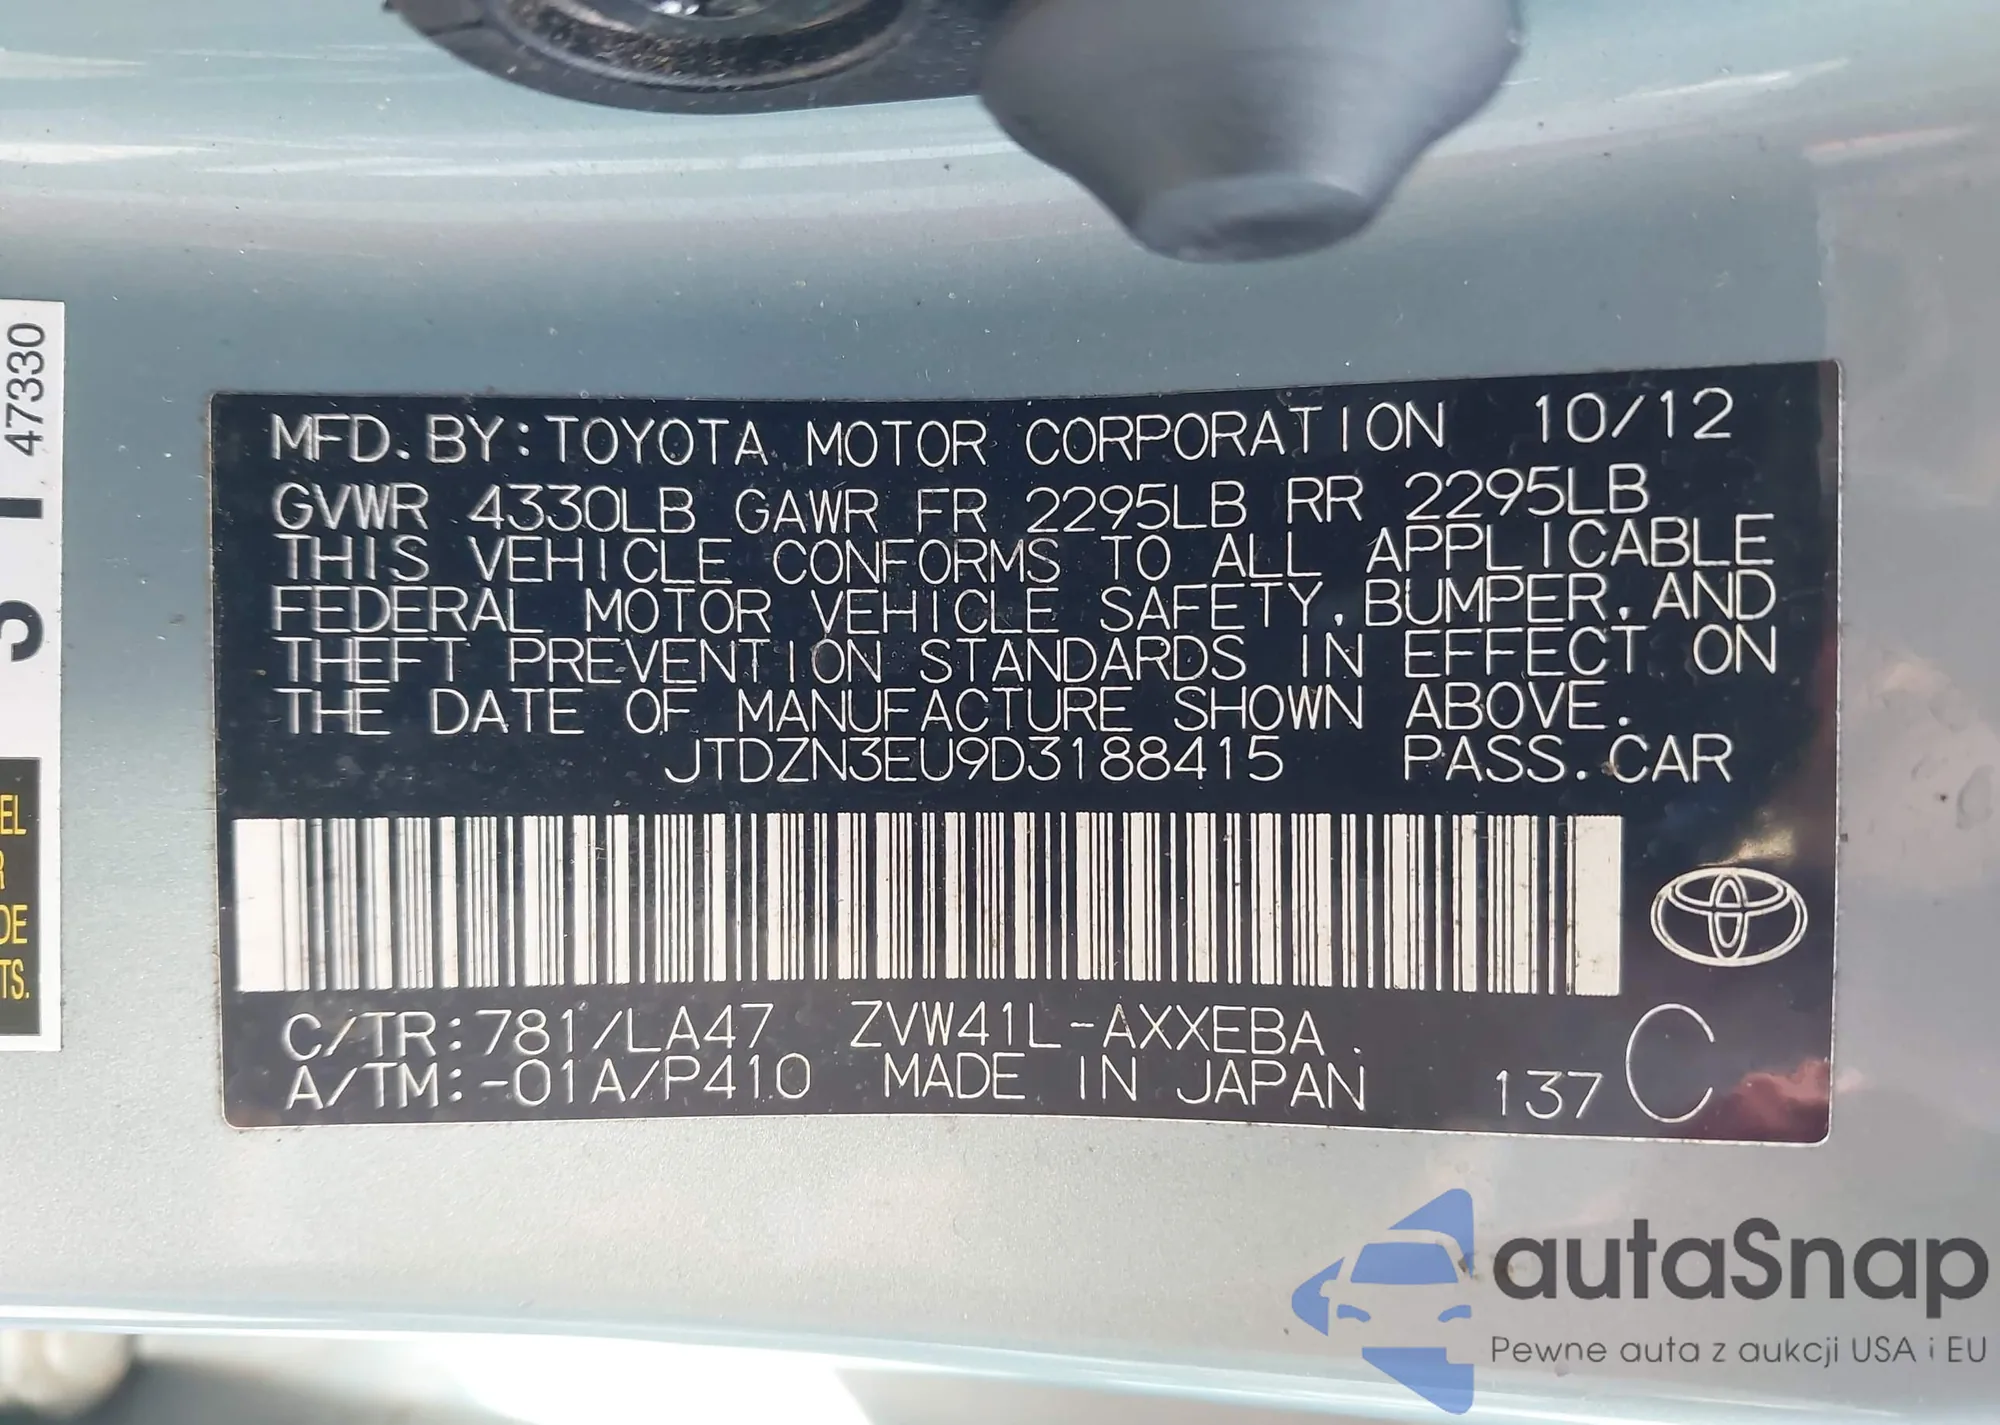 47330
EL
R
DE
TS.
MFD. BY: TOYOTA MOTOR CORPORATION 10/12
GVWR 4330LB GAWR FR 2295LB RR 2295LB
THIS VEHICLE CONFORMS TO ALL APPLICABLE
FEDERAL MOTOR VEHICLE SAFETY, BUMPER, AND
THEFT PREVENTION STANDARDS IN EFFECT ON
THE DATE OF MANUFACTURE SHOWN ABOVE.
JTDZN3EU9D3188415 PASS. CAR
C/TR: 781/LA47 ZVW41L-AXXEBA
A/TM: -01A/P410 MADE IN JAPAN 137 C
autaSnap
Pewne auta z aukcji USA i EU